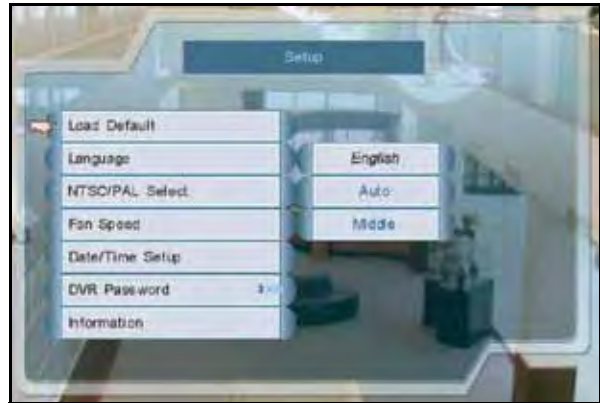 Setup
Load Default
Language English
NTSC/PAL Select Auto
Fan Speed Middle
Date/Time Setup
DVR Password
Information